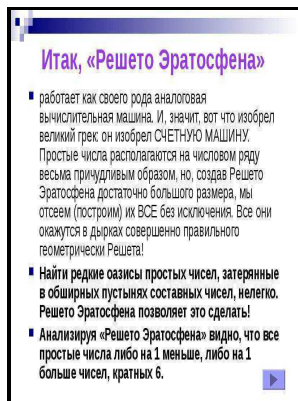 Итак, «Решето Эратосфена»
работает как своего рода аналоговая
вычислительная машина. И, значит, вот что изобрел
великий грек: он изобрел СЧЕТНУЮ МАШИНУ.
Простые числа располагаются на числовом ряду
весьма причудливым образом, но, создав Решето
Эратосфена достаточно большого размера, мы
отсеем (построим) их ВСЕ без исключения. Все они
окажутся в дырках совершенно правильного
геометрически Решета!
Найти редкие оазисы простых чисел, затерянные
в обширных пустынях составных чисел, нелегко.
Решето Эратосфена позволяет это сделать!
Анализируя «Решето Эратосфена» видно, что все
простые числа либо на 1 меньше, либо на 1
больше чисел, кратных 6.